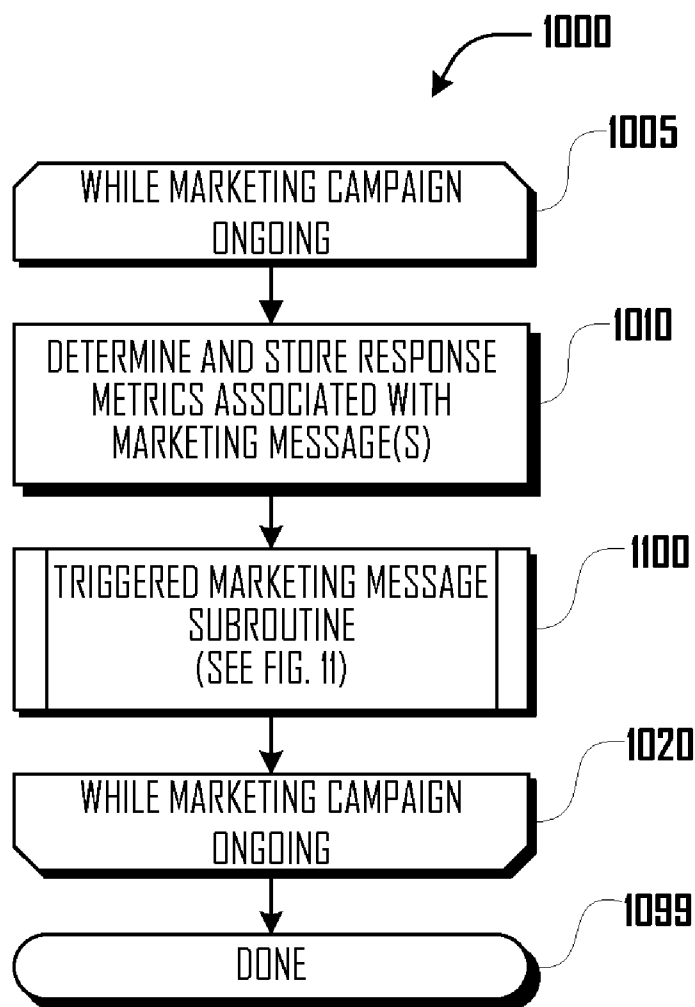 1000
1005
WHILE MARKETING CAMPAIGN
ONGOING
1010
DETERMINE AND STORE RESPONSE
METRICS ASSOCIATED WITH
MARKETING MESSAGE(S)
1100
TRIGGERED MARKETING MESSAGE
SUBROUTINE
(SEE FIG. 11)
1020
WHILE MARKETING CAMPAIGN
ONGOING
1099
DONE